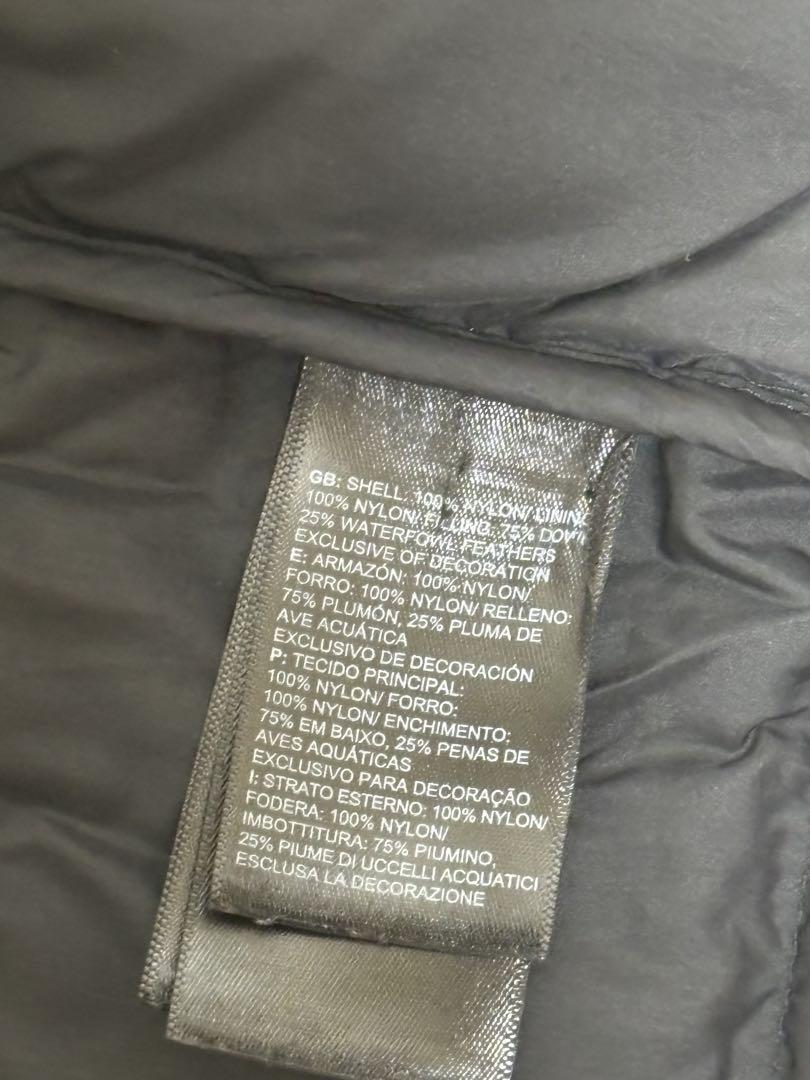 GB: SHELL: 100% NYLON/ LINING
100% NYLON/ FILLING: 75% DOWN
25% WATERFOWL FEATHERS
EXCLUSIVE OF DECORATION
E: ARMAZÓN: 100% NYLON/
FORRO: 100% NYLON/ RELLENO:
75% PLUMÓN, 25% PLUMA DE
AVE ACUÁTICA
EXCLUSIVO DE DECORACIÓN
P: TECIDO PRINCIPAL:
100% NYLON/ FORRO:
100% NYLON/ ENCHIMENTO:
75% EM BAIXO, 25% PENAS DE
AVES AQUÁTICAS
EXCLUSIVO PARA DECORAÇÃO
I: STRATO ESTERNO: 100% NYLON/
FODERA: 100% NYLON/
IMBOTTITURA: 75% PIUMINO,
25% PIUME DI UCCELLI ACQUATICI
ESCLUSA LA DECORAZIONE